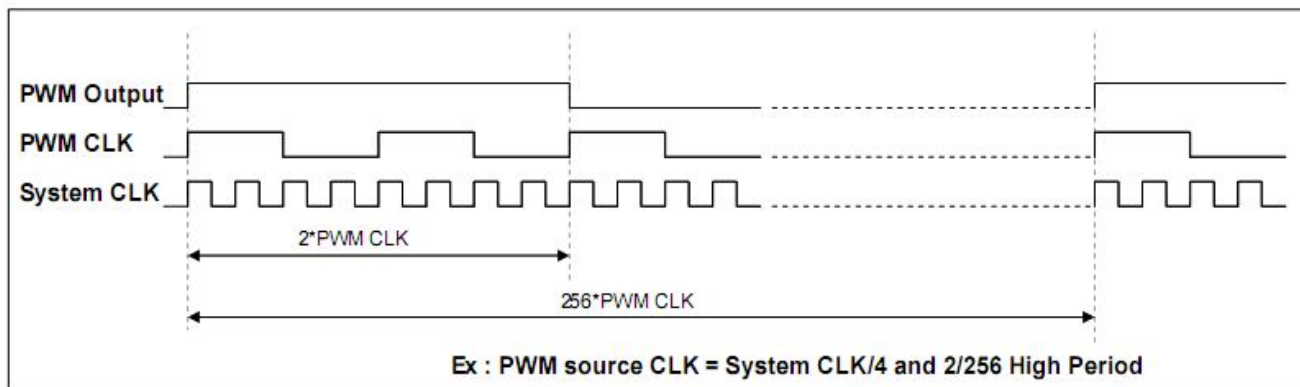 PWM Output
PWM CLK
System CLK
2*PWM CLK
256*PWM CLK
Ex : PWM source CLK = System CLK/4 and 2/256 High Period